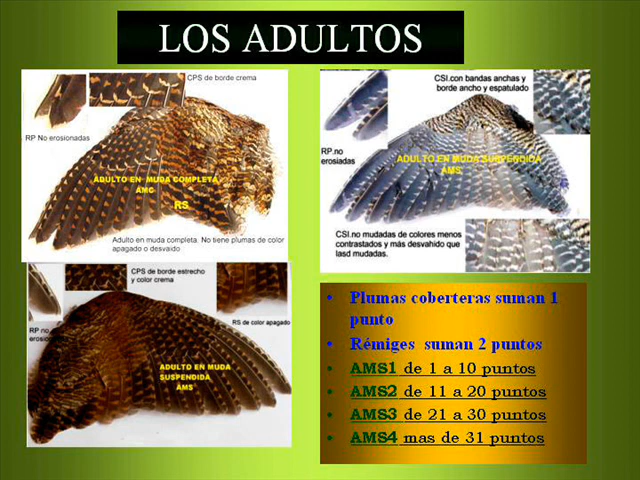 LOS ADULTOS
CPS de borde crema
RP No erosionadas
ADULTO EN MUDA COMPLETA
AMC
RS
Adulto en muda completa. No tiene plumas de color
apagado o desvaido
CSI.con bandas anchas y
borde ancho y espatulado
RP.no
erosiadas
ADULTO EN MUDA SUSPENDIDA
AMS
CSI.no mudadas de colores menos
contrastados y más desvahido que
lasd mudadas.
CPS de borde estrecho
y color crema
RP no
RS de color apagado
ADULTO EN MUDA
SUSPENDIDA
AMS
• Plumas coberteras suman 1
punto
• Rémiges suman 2 puntos
• AMS1 de 1 a 10 puntos
• AMS2 de 11 a 20 puntos
• AMS3 de 21 a 30 puntos
• AMS4 mas de 31 puntos